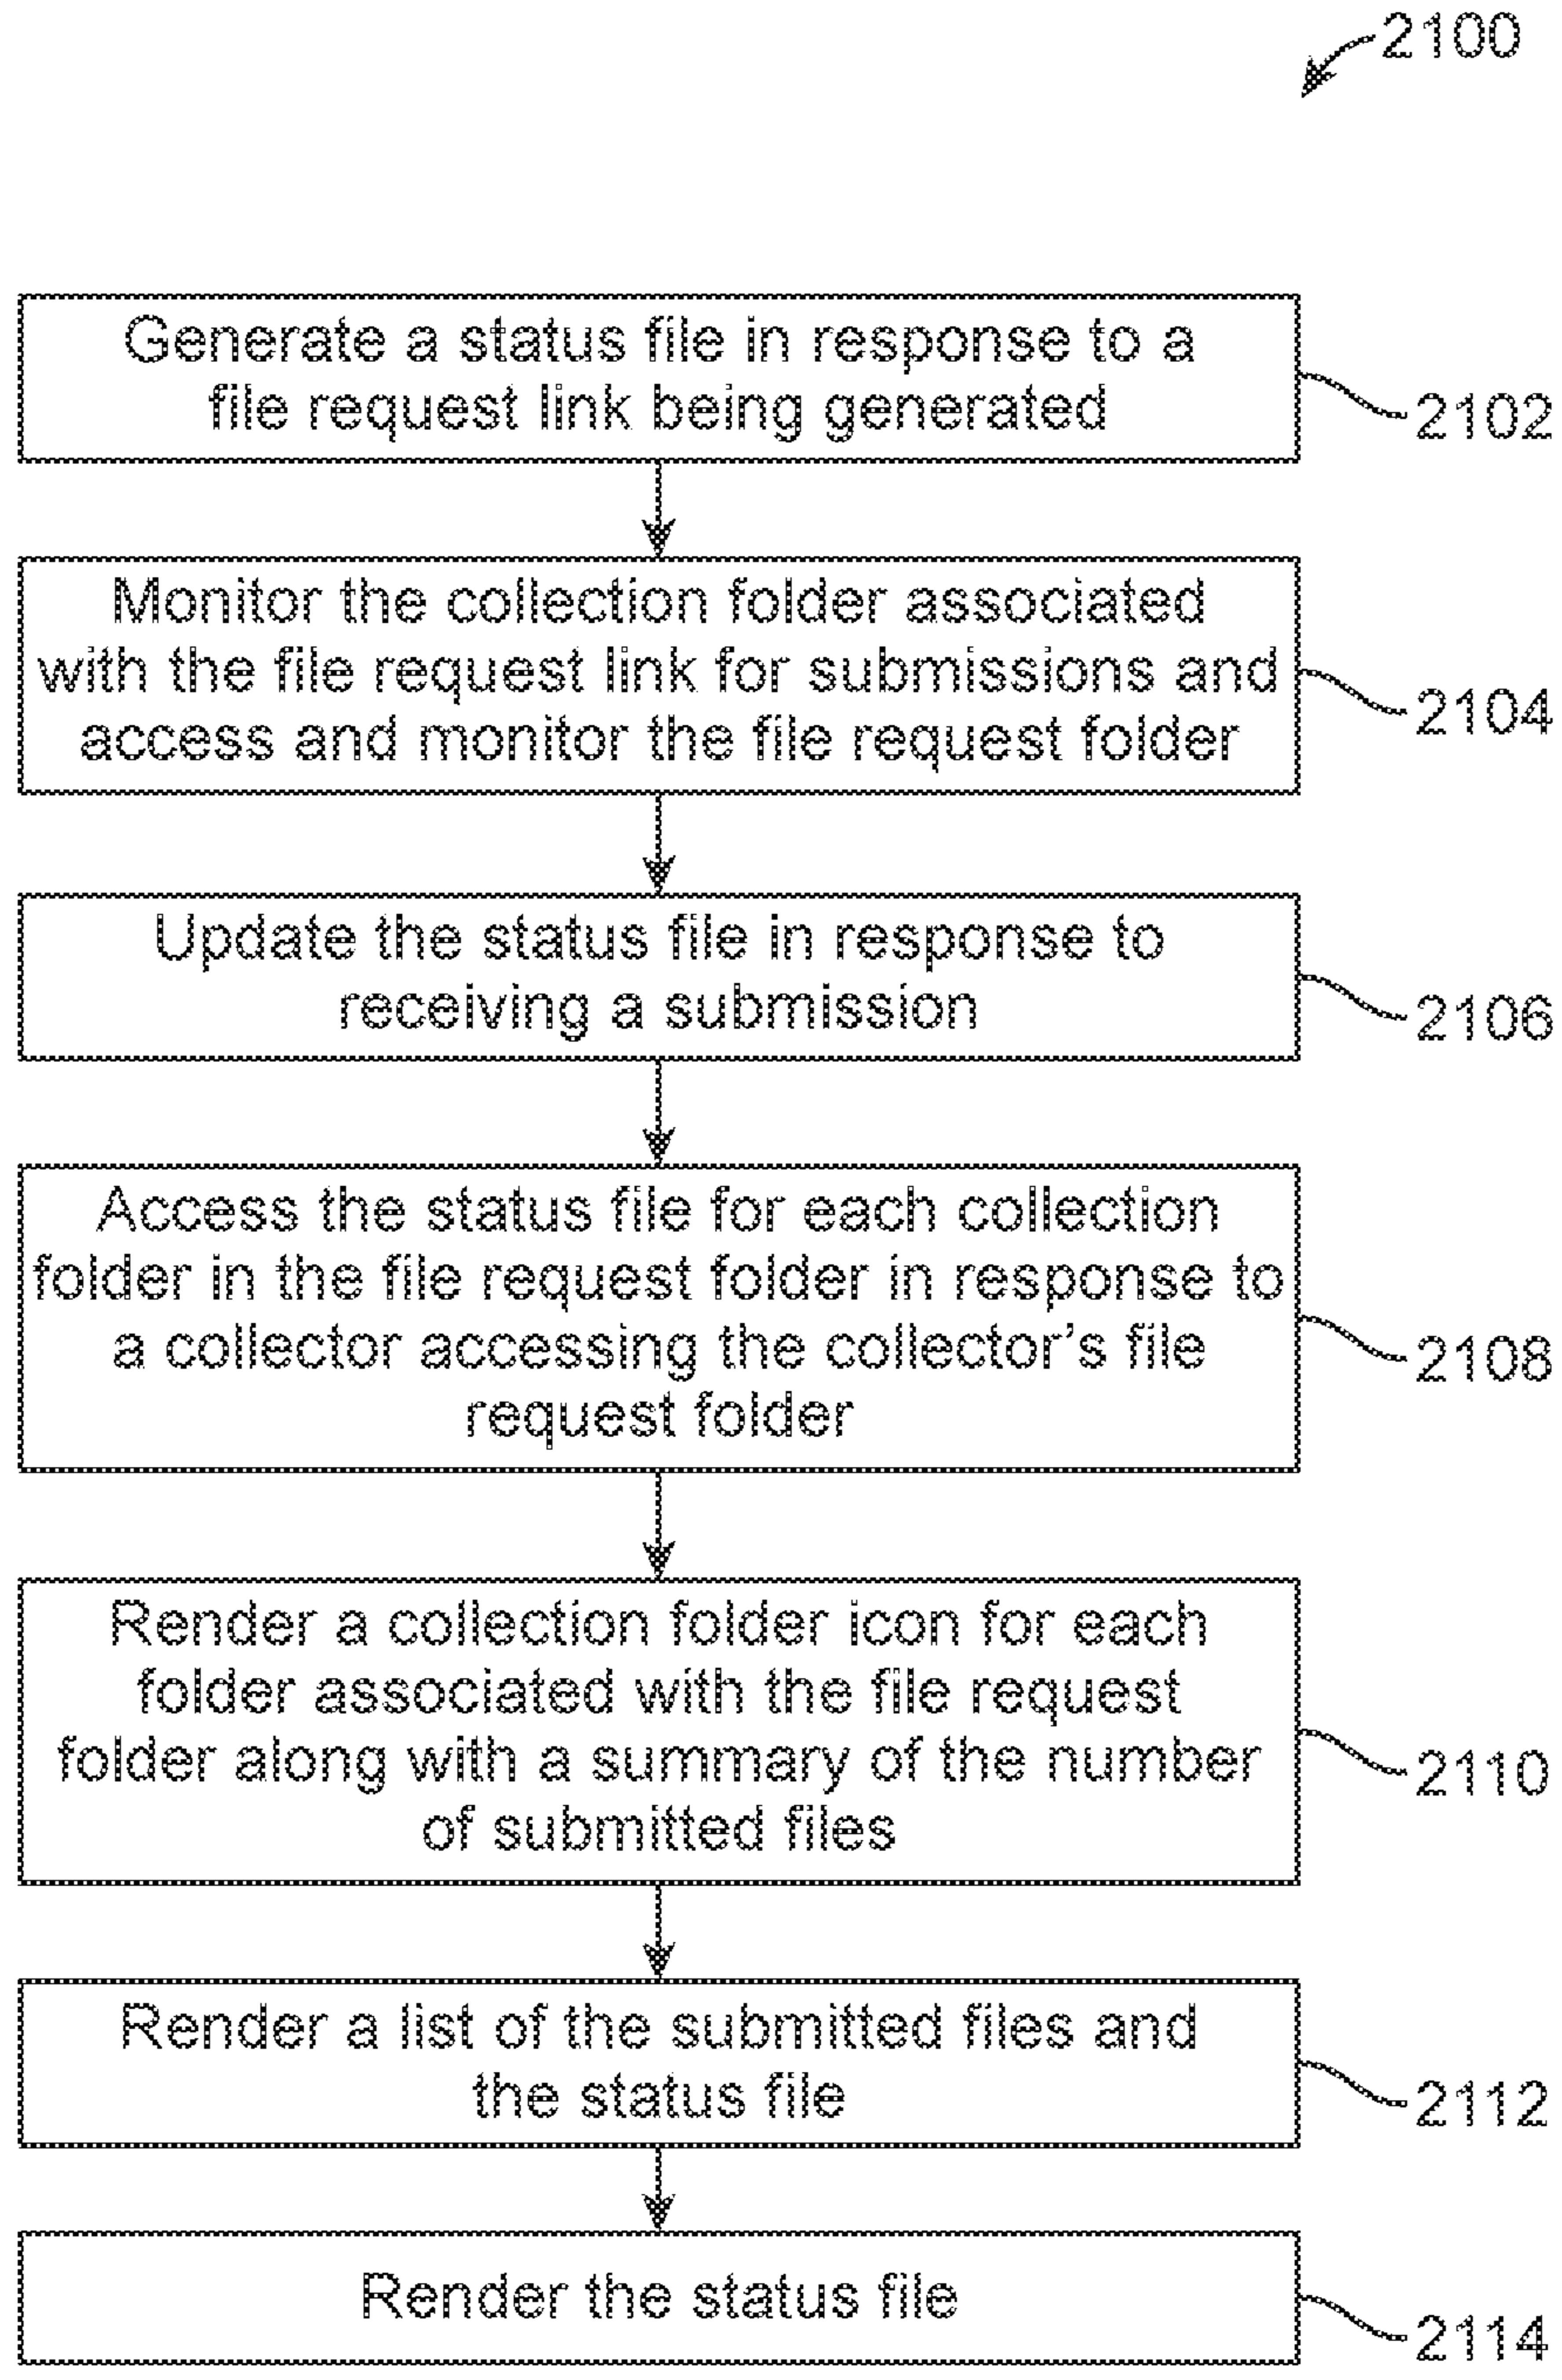 2100
Generate a status file in response to a
file request link being generated
2102
Monitor the collection folder associated
with the file request link for submissions and
access and monitor the file request folder
2104
Update the status file in response to
receiving a submission
2106
Access the status file for each collection
folder in the file request folder in response to
a collector accessing the collector's file
request folder
2108
Render a collection folder icon for each
folder associated with the file request
folder along with a summary of the number
of submitted files
2110
Render a list of the submitted files and
the status file
2112
Render the status file
2114